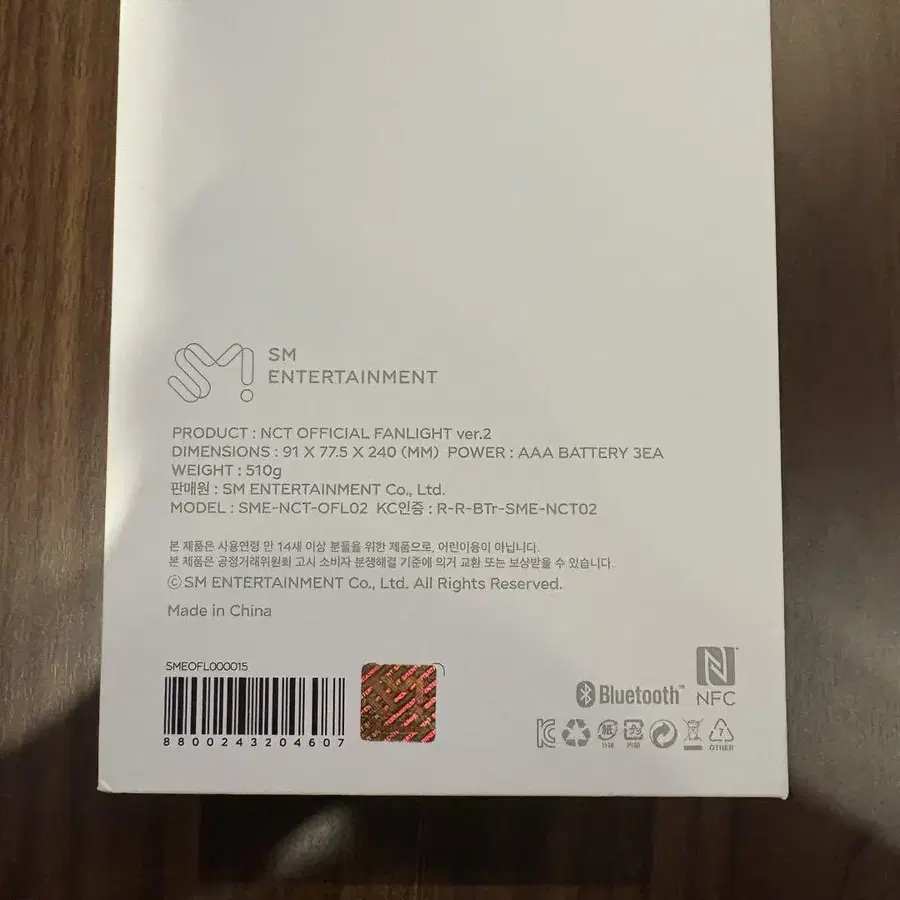 SM
ENTERTAINMENT
PRODUCT : NCT OFFICIAL FANLIGHT ver.2
DIMENSIONS : 91 X 77.5 X 240 (MM) POWER : AAA BATTERY 3EA
WEIGHT : 510g
판매원 : SM ENTERTAINMENT Co., Ltd.
MODEL : SME-NCT-OFL02 KC인증 : R-R-BTr-SME-NCT02
본 제품은 사용연령 만 14세 이상 분들을 위한 제품으로, 어린이용이 아닙니다.
본 제품은 공정거래위원회 고시 소비자 분쟁해결 기준에 의거 교환 또는 보상받을 수 있습니다.
ⓒSM ENTERTAINMENT Co., Ltd. All Rights Reserved.
Made in China
SMEOFL000015
8800243204607
Bluetooth™
NFC
OTHER